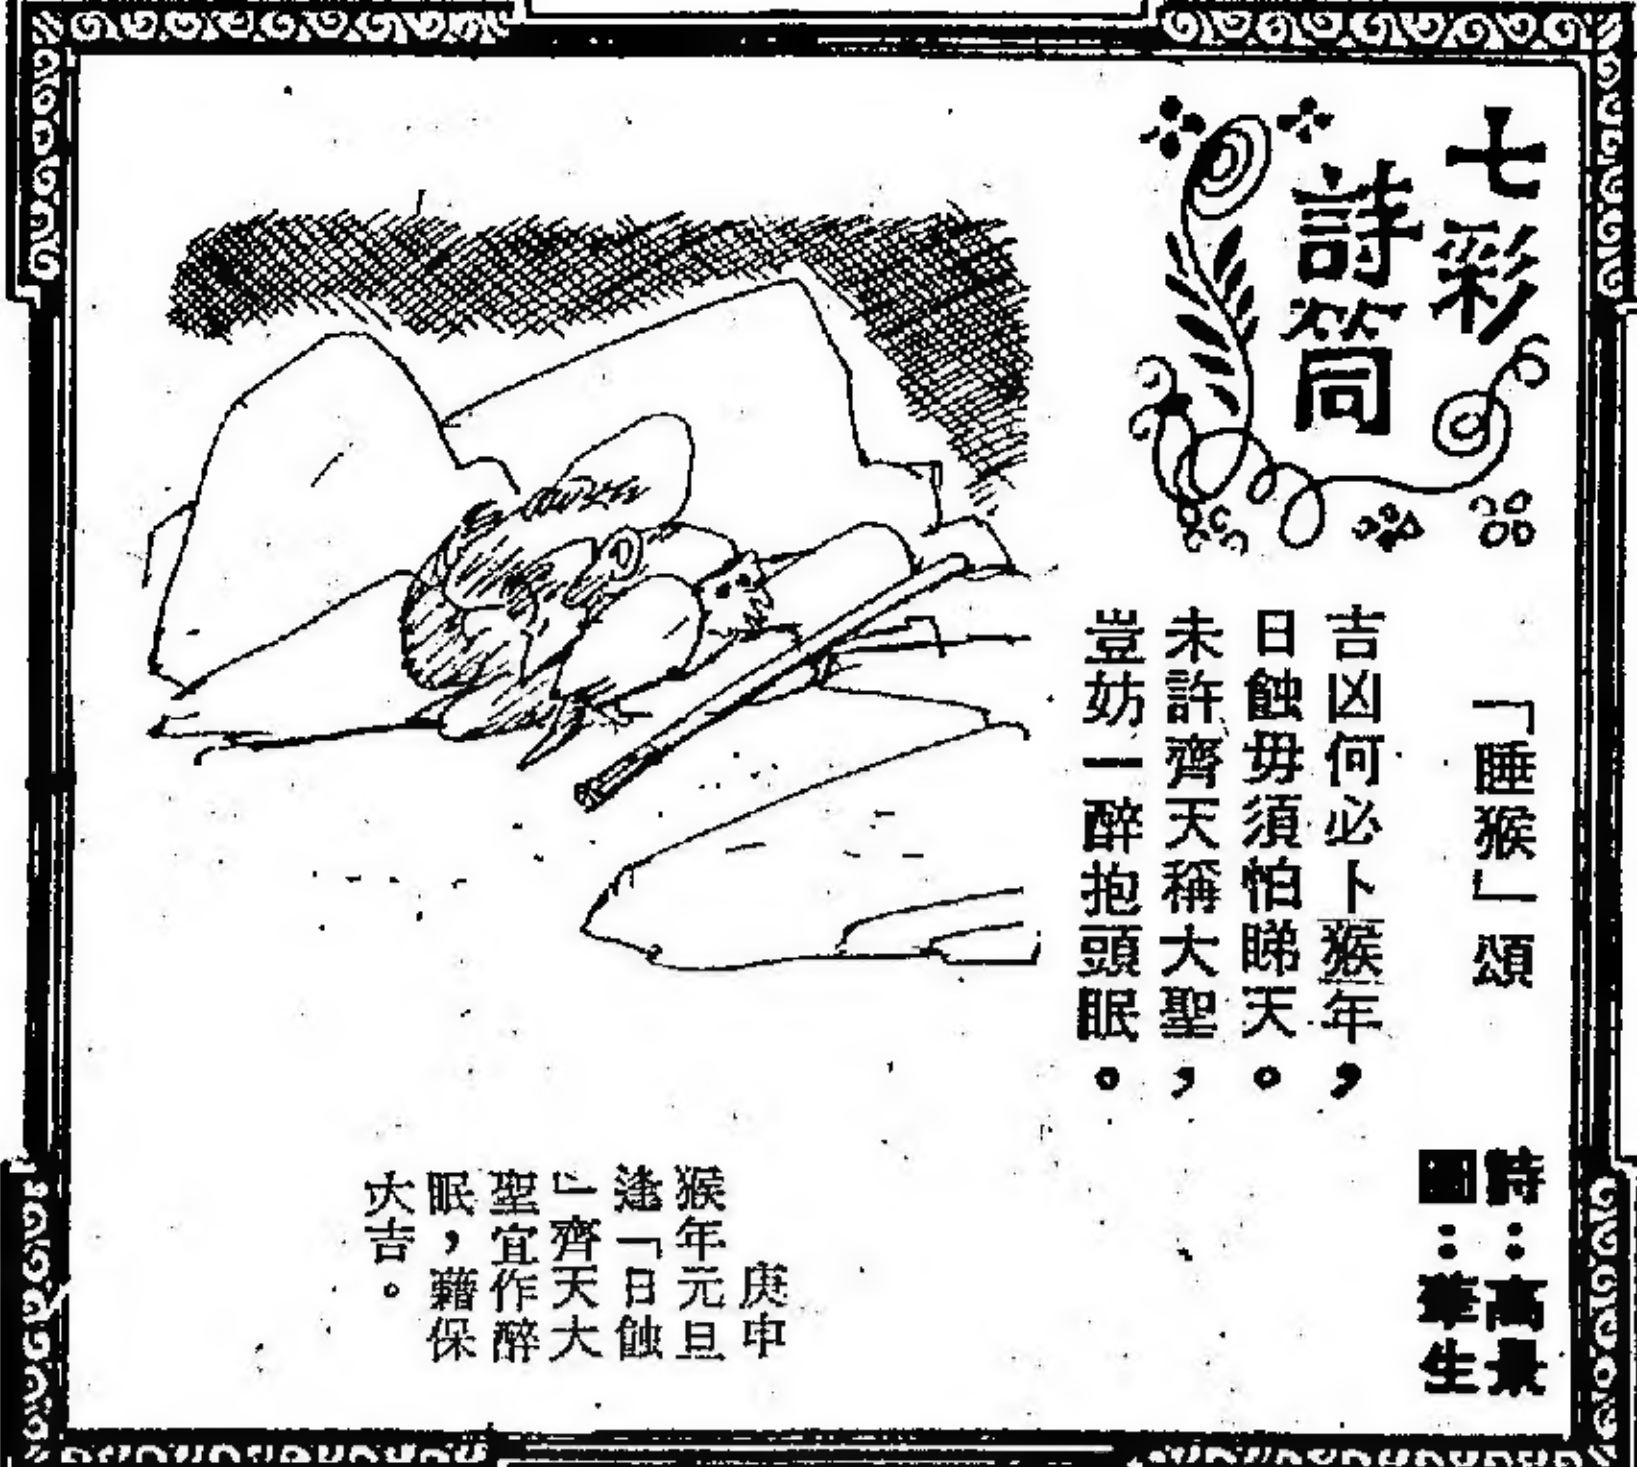 七彩
詩筒
「睡猴」頌
詩：高景
圖：華生
吉凶何必卜猴年，
日蝕毋須怕睇天。
未許齊天稱大聖，
豈妨一醉抱頭眠。
庚申
猴年元旦
逢「日蝕
」齊天大
聖宜作醉
眠，藉保
大吉。